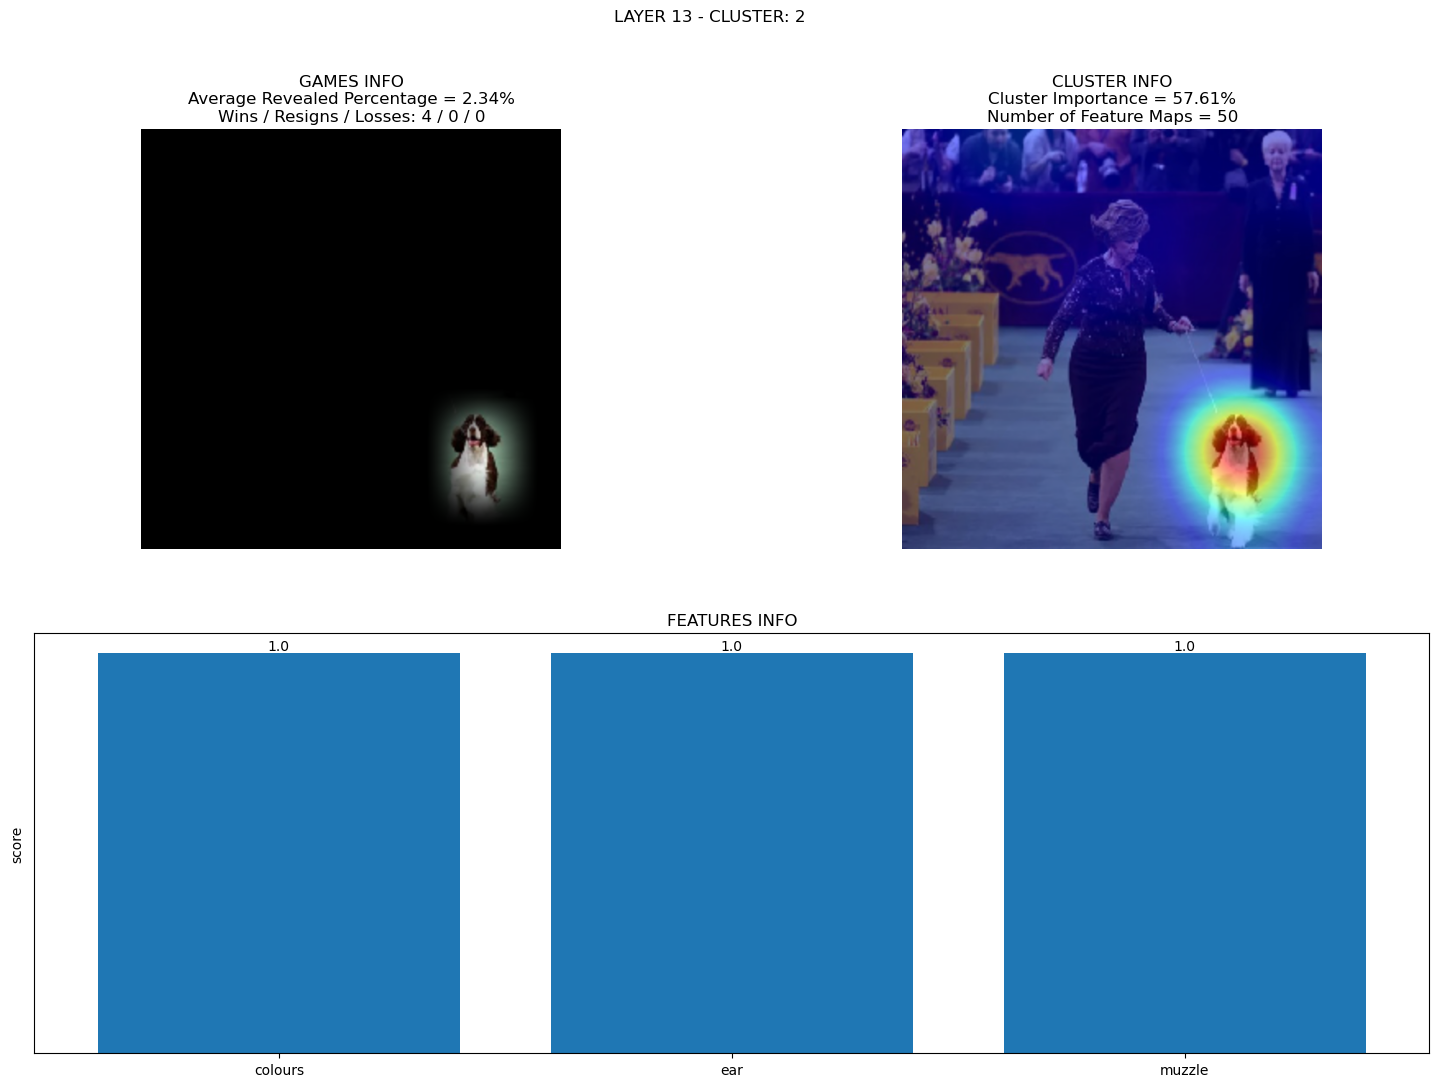 LAYER 13 - CLUSTER: 2
GAMES INFO
Average Revealed Percentage = 2.34%
Wins / Resigns / Losses: 4 / 0 / 0
CLUSTER INFO
Cluster Importance = 57.61%
Number of Feature Maps = 50
FEATURES INFO
1.0
1.0
1.0
score
colours
ear
muzzle